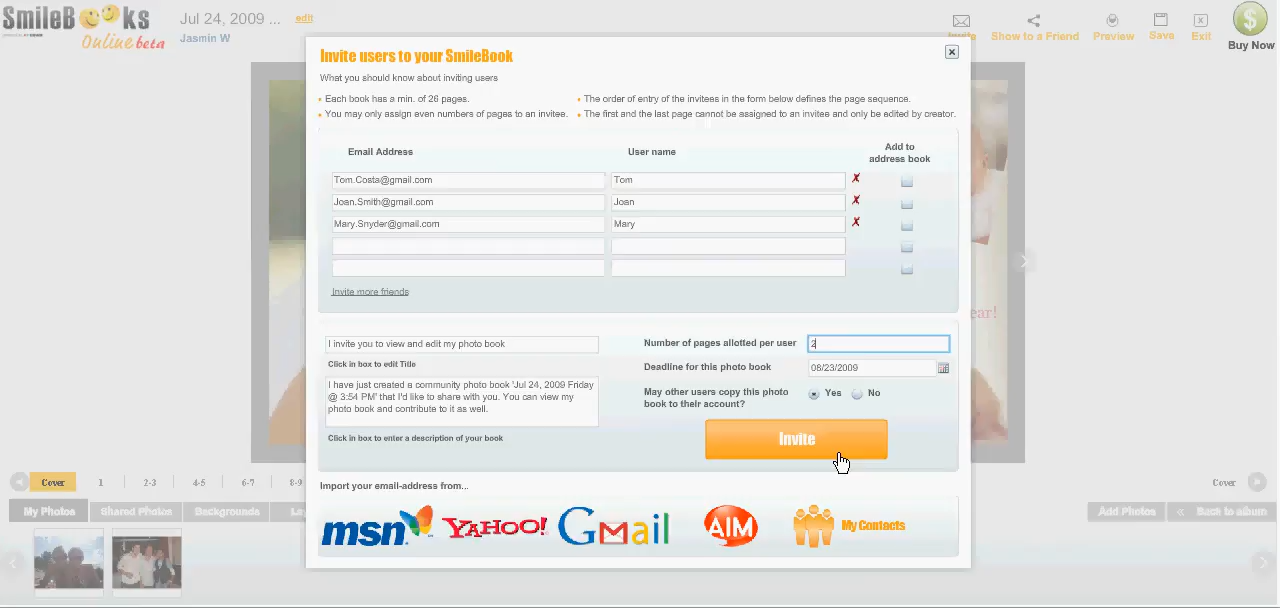 SmileBooks
Online beta
Jul 24, 2009 ...
edit
Jasmin W
Invite
Show to a Friend
Preview
Save
Exit
$
Buy Now
Invite users to your SmileBook
x
What you should know about inviting users
Each book has a min. of 26 pages.
The order of entry of the invitees in the form below defines the page sequence.
You may only assign even numbers of pages to an invitee.
The first and the last page cannot be assigned to an invitee and only be edited by creator.
Email Address
User name
Add to
address book
Tom.Costa@gmail.com
Tom
x
Joan.Smith@gmail.com
Joan
x
Mary.Snyder@gmail.com
Mary
x
Invite more friends
ear!
I invite you to view and edit my photo book
Number of pages allotted per user
2
Click in box to edit Title
Deadline for this photo book
08/23/2009
I have just created a community photo book 'Jul 24, 2009 Friday
@ 3:54 PM' that I'd like to share with you. You can view my
photo book and contribute to it as well.
May other users copy this photo
book to their account?
Yes
No
Click in box to enter a description of your book
Invite
Import your email-address from...
msn
YAHOO!
Gmail
AIM
My Contacts
Cover
1
2-3
4-5
6-7
8-9
Cover
My Photos
Shared Photos
Backgrounds
La
Add Photos
« Back to album